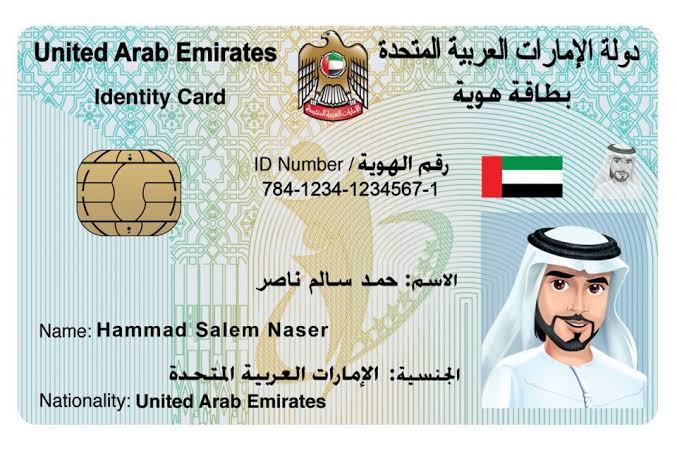 United Arab Emirates
دولة الإمارات العربية المتحدة
Identity Card
بطاقة هوية
ID Number / رقم الهوية
784-1234-1234567-1
الاسم: حمد سالم ناصر
Name: Hammad Salem Naser
الجنسية: الإمارات العربية المتحدة
Nationality: United Arab Emirates